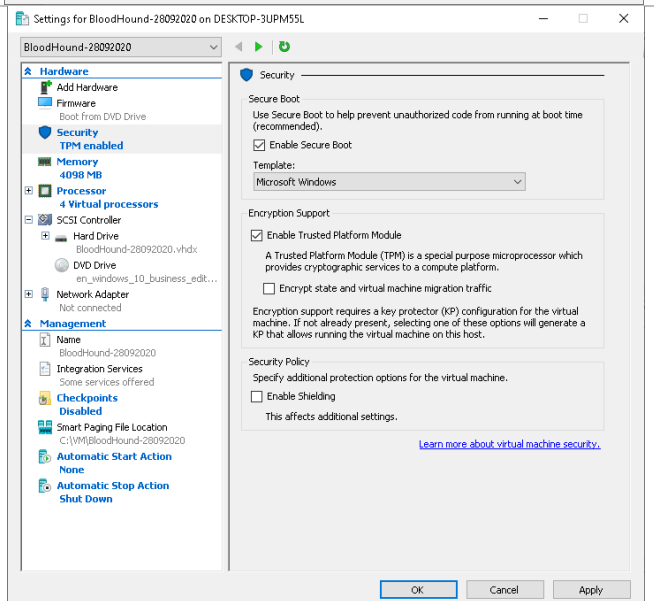 Settings for BloodHound-28092020 on DESKTOP-3UPM55L
BloodHound-28092020
Hardware
Add Hardware
Firmware
Boot from DVD Drive
Security
TPM enabled
Memory
4098 MB
Processor
4 Virtual processors
SCSI Controller
Hard Drive
BloodHound-28092020.vhdx
DVD Drive
en_windows_10_business_edit...
Network Adapter
Not connected
Management
Name
BloodHound-28092020
Integration Services
Some services offered
Checkpoints
Disabled
Smart Paging File Location
C:\VM\BloodHound-28092020
Automatic Start Action
None
Automatic Stop Action
Shut Down
Security
Secure Boot
Use Secure Boot to help prevent unauthorized code from running at boot time
(recommended).
Enable Secure Boot
Template:
Microsoft Windows
Encryption Support
Enable Trusted Platform Module
A Trusted Platform Module (TPM) is a special purpose microprocessor which
provides cryptographic services to a compute platform.
Encrypt state and virtual machine migration traffic
Encryption support requires a key protector (KP) configuration for the virtual
machine. If not already present, selecting one of these options will generate a
KP that allows running the virtual machine on this host.
Security Policy
Specify additional protection options for the virtual machine.
Enable Shielding
This affects additional settings.
Learn more about virtual machine security.
OK
Cancel
Apply